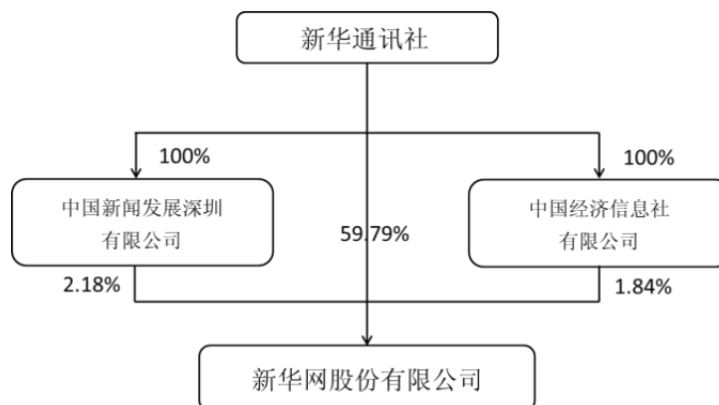 新华通讯社
100%
100%
中国新闻发展深圳
有限公司
中国经济信息社
有限公司
59.79%
2.18%
1.84%
新华网股份有限公司